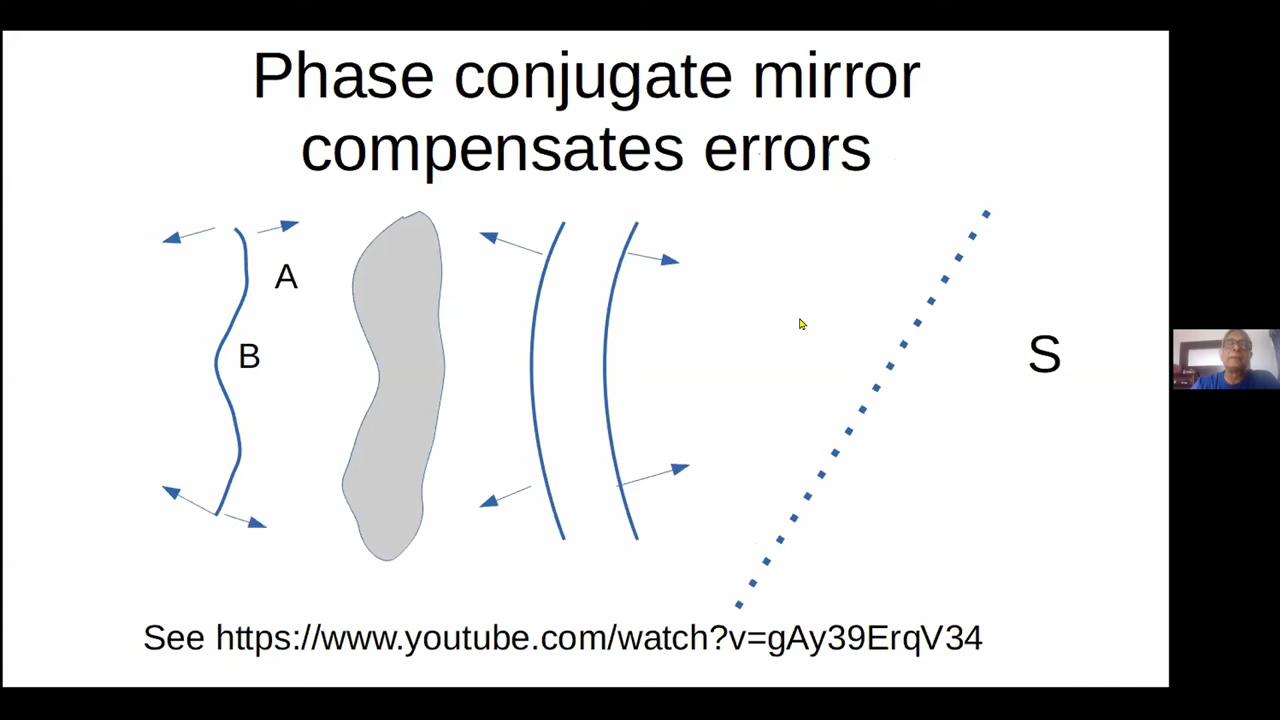 Phase conjugate mirror
compensates errors
A
B
S
See https://www.youtube.com/watch?v=gAy39ErqV34